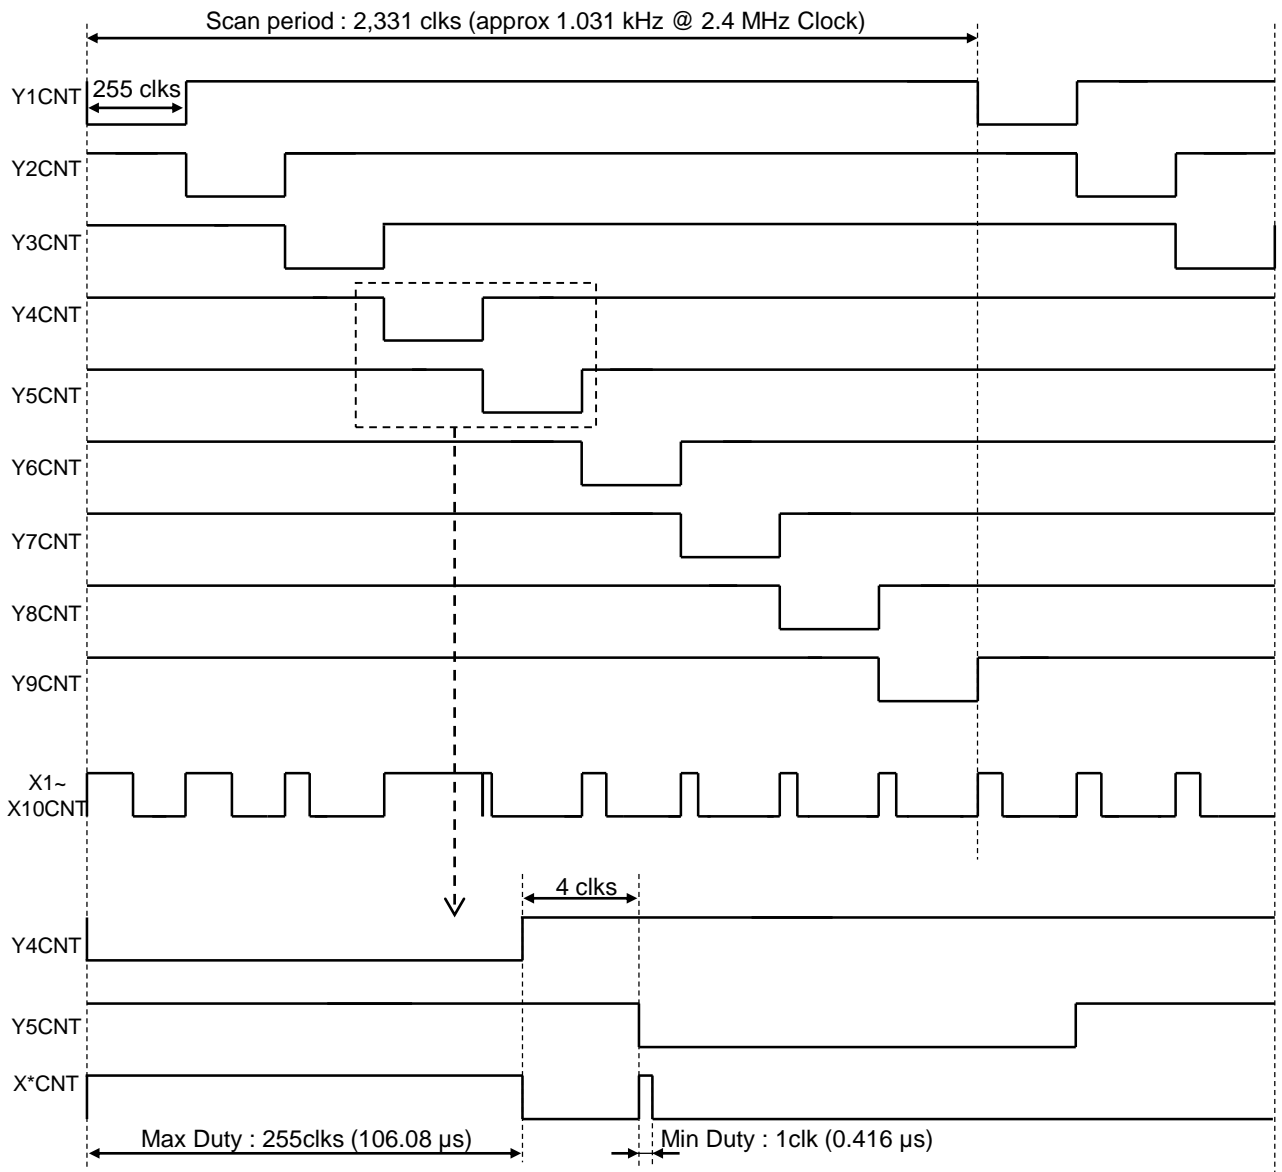 Scan period : 2,331 clks (approx 1.031 kHz @ 2.4 MHz Clock)
Y1CNT
255 clks
Y2CNT
Y3CNT
Y4CNT
Y5CNT
Y6CNT
Y7CNT
Y8CNT
Y9CNT
X1~
X10CNT
4 clks
Y4CNT
Y5CNT
X*CNT
Max Duty : 255clks (106.08 μs)
Min Duty : 1clk (0.416 μs)